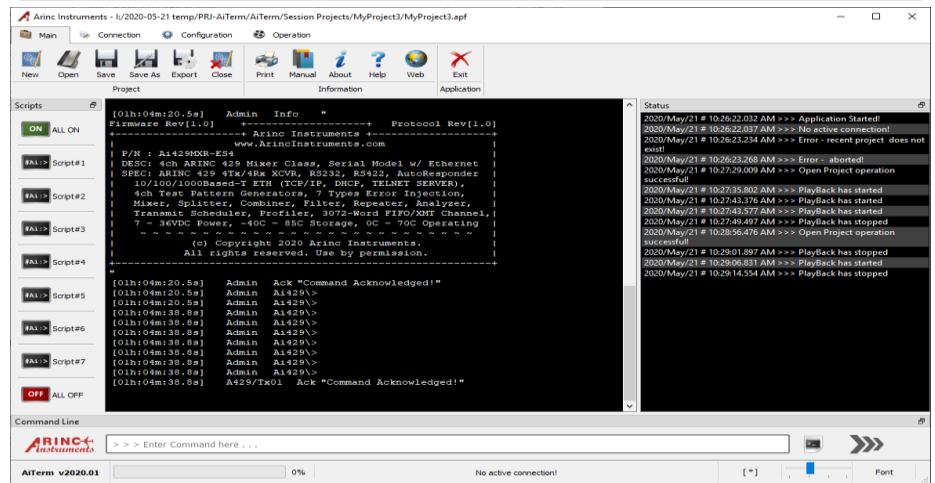 Arinc Instruments - I:/2020-05-21 temp/PRJ-AiTerm/AiTerm/Session Projects/MyProject3/MyProject3.apf
Main Connection Configuration Operation
New Open Save Save As Export Close Print Manual About Help Web Exit
Project Information Application
Scripts
ON ALL ON
#Ai:> Script#1
#Ai:> Script#2
#Ai:> Script#3
#Ai:> Script#4
#Ai:> Script#5
#Ai:> Script#6
#Ai:> Script#7
OFF ALL OFF
[01h:04m:20.5s] Admin Info "
Firmware Rev[1.0] +------------------+ Protocol Rev[1.0]
+-------------------+ Arinc Instruments +------------------+
| www.ArincInstruments.com |
| P/N : Ai429MXR-ES4 |
| DESC: 4ch ARINC 429 Mixer Class, Serial Model w/ Ethernet |
| SPEC: ARINC 429 4Tx/4Rx XCVR, RS232, RS422, AutoResponder |
| 10/100/1000Based-T ETH (TCP/IP, DHCP, TELNET SERVER), |
| 4ch Test Pattern Generators, 7 Types Error Injection, |
| Mixer, Splitter, Combiner, Filter, Repeater, Analyzer, |
| Transmit Scheduler, Profiler, 3072-Word FIFO/XMT Channel,|
| 7 - 36VDC Power, -40C - 85C Storage, 0C - 70C Operating |
| ~ ~ ~ ~ ~ ~ ~ ~ ~ ~ ~ ~ ~ ~ ~ ~ ~ ~ ~ ~ ~ ~ ~ ~ ~ ~ |
| (c) Copyright 2020 Arinc Instruments. |
| All rights reserved. Use by permission. |
+----------------------------------------------------------+
"
[01h:04m:20.5s] Admin Ack "Command Acknowledged!"
[01h:04m:20.5s] Admin Ai429\>
[01h:04m:20.5s] Admin Ai429\>
[01h:04m:38.8s] Admin Ai429\>
[01h:04m:38.8s] Admin Ai429\>
[01h:04m:38.8s] Admin Ai429\>
[01h:04m:38.8s] Admin Ai429\>
[01h:04m:38.8s] Admin Ai429\>
[01h:04m:38.8s] Admin Ai429\>
[01h:04m:38.8s] A429/Tx01 Ack "Command Acknowledged!"
Status
2020/May/21 # 10:26:22.032 AM >>> Application Started!
2020/May/21 # 10:26:22.037 AM >>> No active connection!
2020/May/21 # 10:26:23.234 AM >>> Error - recent project does not
exist!
2020/May/21 # 10:26:23.268 AM >>> Error - aborted!
2020/May/21 # 10:27:29.009 AM >>> Open Project operation
successful!
2020/May/21 # 10:27:35.802 AM >>> PlayBack has started
2020/May/21 # 10:27:43.376 AM >>> PlayBack has started
2020/May/21 # 10:27:43.577 AM >>> PlayBack has started
2020/May/21 # 10:27:49.497 AM >>> PlayBack has stopped
2020/May/21 # 10:28:56.476 AM >>> Open Project operation
successful!
2020/May/21 # 10:29:01.897 AM >>> PlayBack has stopped
2020/May/21 # 10:29:06.831 AM >>> PlayBack has started
2020/May/21 # 10:29:14.554 AM >>> PlayBack has stopped
Command Line
ARINC Instruments
> > > Enter Command here . . .
AiTerm v2020.01 0% No active connection! [*] Font